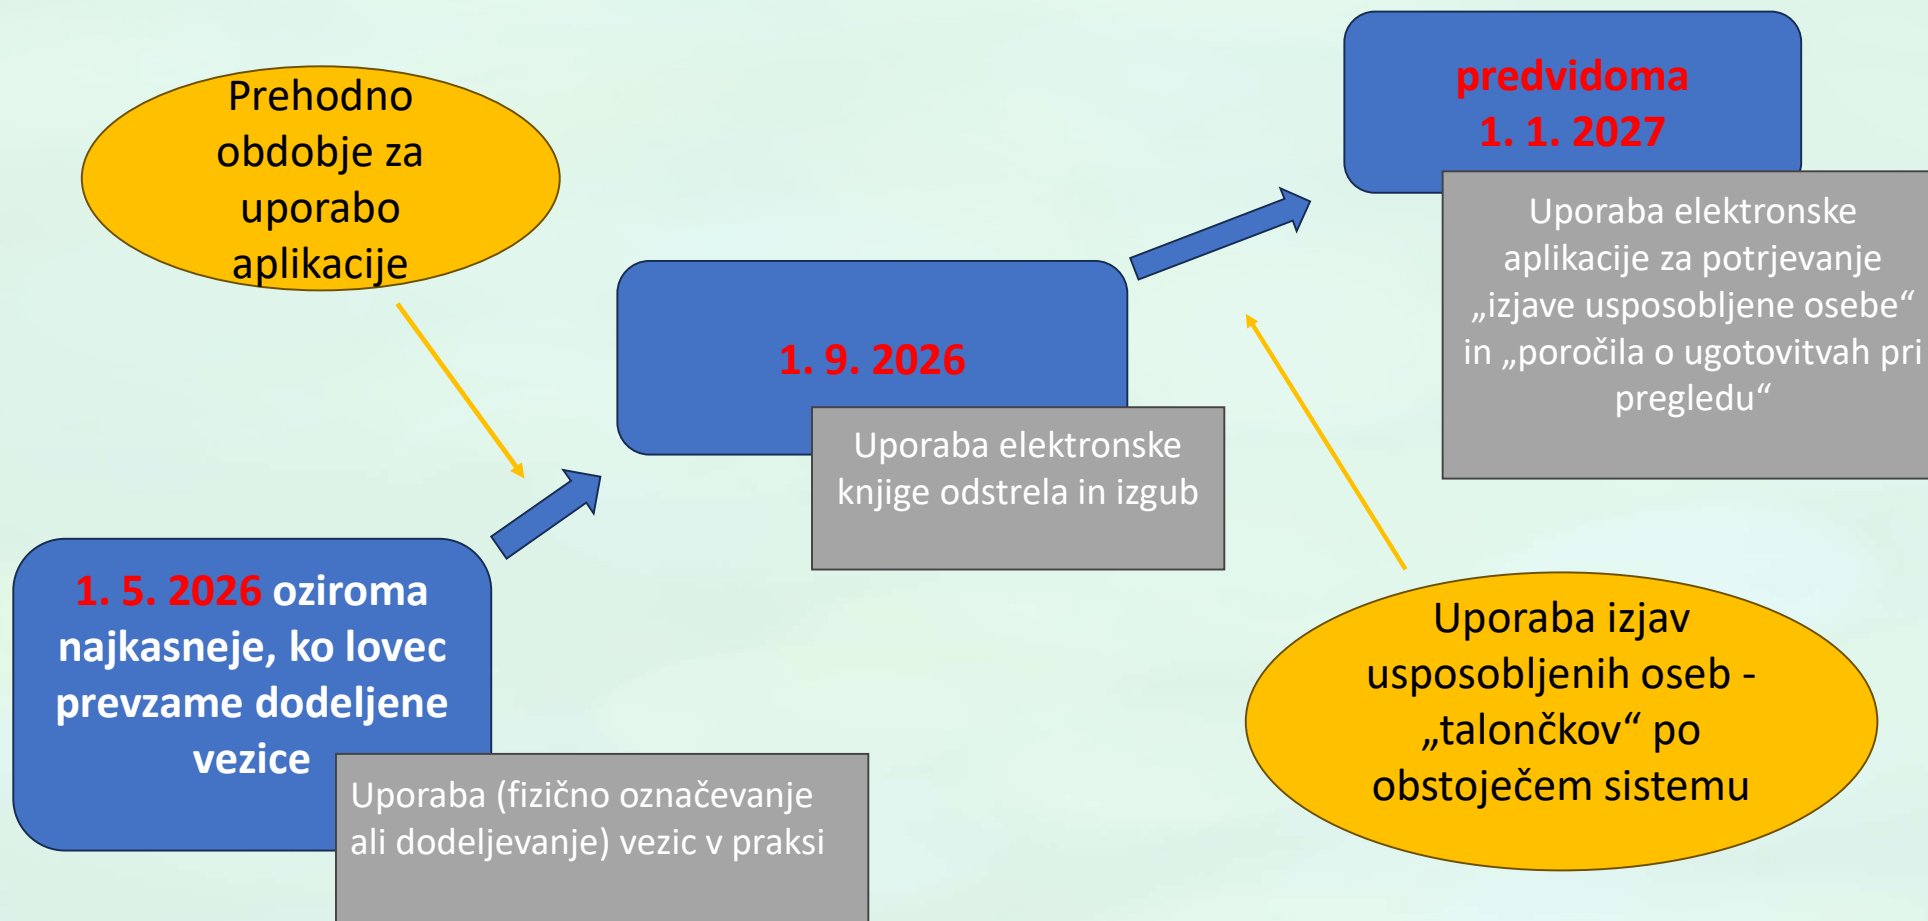 Prehodno
obdobje za
uporabo
aplikacije
predvidoma
1. 1. 2027
Uporaba elektronske
aplikacije za potrjevanje
„izjave usposobljene osebe“
in „poročila o ugotovitvah pri
pregledu“
1. 9. 2026
Uporaba elektronske
knjige odstrela in izgub
1. 5. 2026 oziroma
najkasneje, ko lovec
prevzame dodeljene
vezice
Uporaba (fizično označevanje
ali dodeljevanje) vezic v praksi
Uporaba izjav
usposobljenih oseb -
„talončkov“ po
obstoječem sistemu